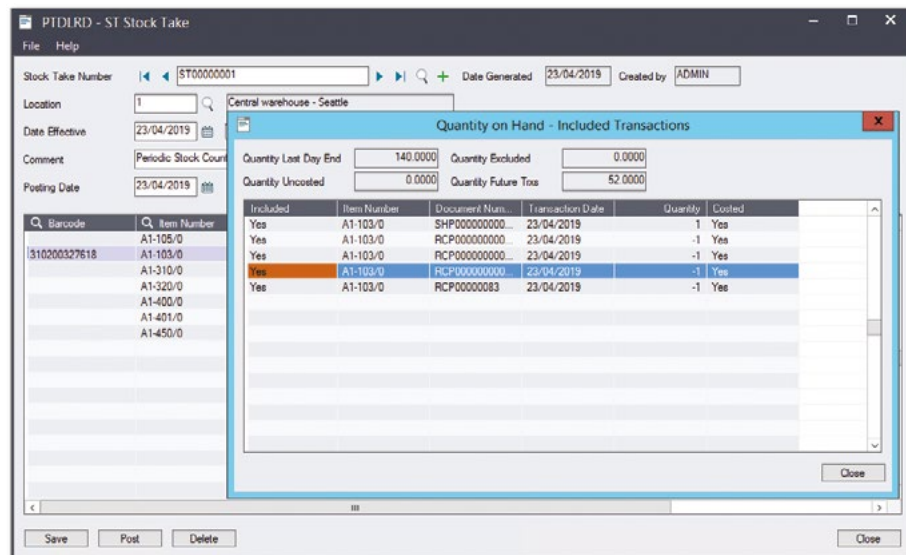 PTDLRD - ST Stock Take
File Help
Stock Take Number ST00000001 Date Generated 23/04/2019 Created by ADMIN
Location 1 Central warehouse - Seattle
Date Effective 23/04/2019
Comment Periodic Stock Count
Posting Date 23/04/2019
Quantity on Hand - Included Transactions
Quantity Last Day End 140.0000 Quantity Excluded 0.0000
Quantity Uncosted 0.0000 Quantity Future Trxs 52.0000
Included Item Number Document Num... Transaction Date Quantity Costed
Yes A1-103/0 SHP000000000... 23/04/2019 1 Yes
Yes A1-103/0 RCP000000000... 23/04/2019 -1 Yes
Yes A1-103/0 RCP000000000... 23/04/2019 -1 Yes
Yes A1-103/0 RCP000000000... 23/04/2019 -1 Yes
Yes A1-103/0 RCP00000083 23/04/2019 -1 Yes
Close
Barcode Item Number
A1-105/0
310200327618 A1-103/0
A1-310/0
A1-320/0
A1-400/0
A1-401/0
A1-450/0
Save Post Delete Close